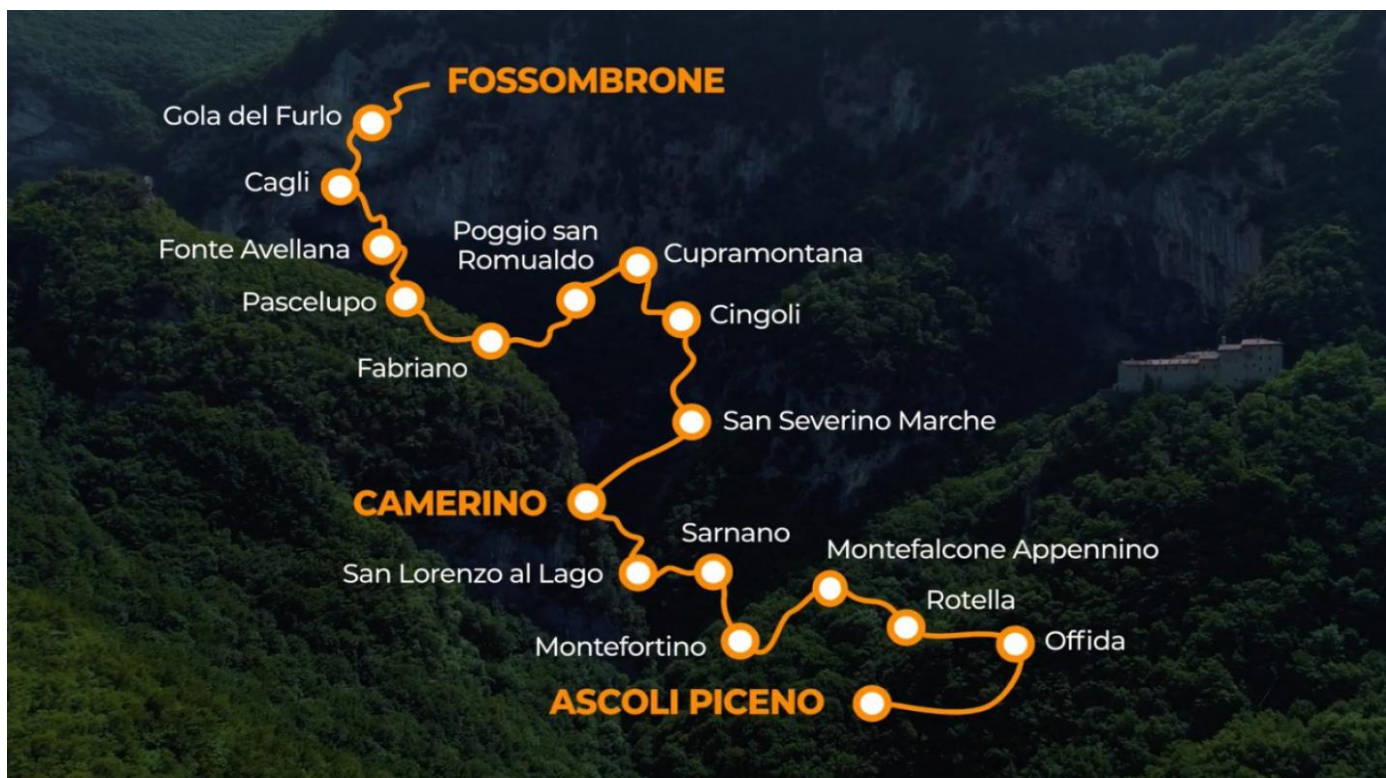 FOSSOMBRONE
Gola del Furlo
Cagli
Fonte Avellana
Pascelupo
Fabriano
Poggio san
Romualdo
Cupramontana
Cingoli
San Severino Marche
CAMERINO
San Lorenzo al Lago
Sarnano
Montefortino
Montefalcone Appennino
Rotella
Offida
ASCOLI PICENO